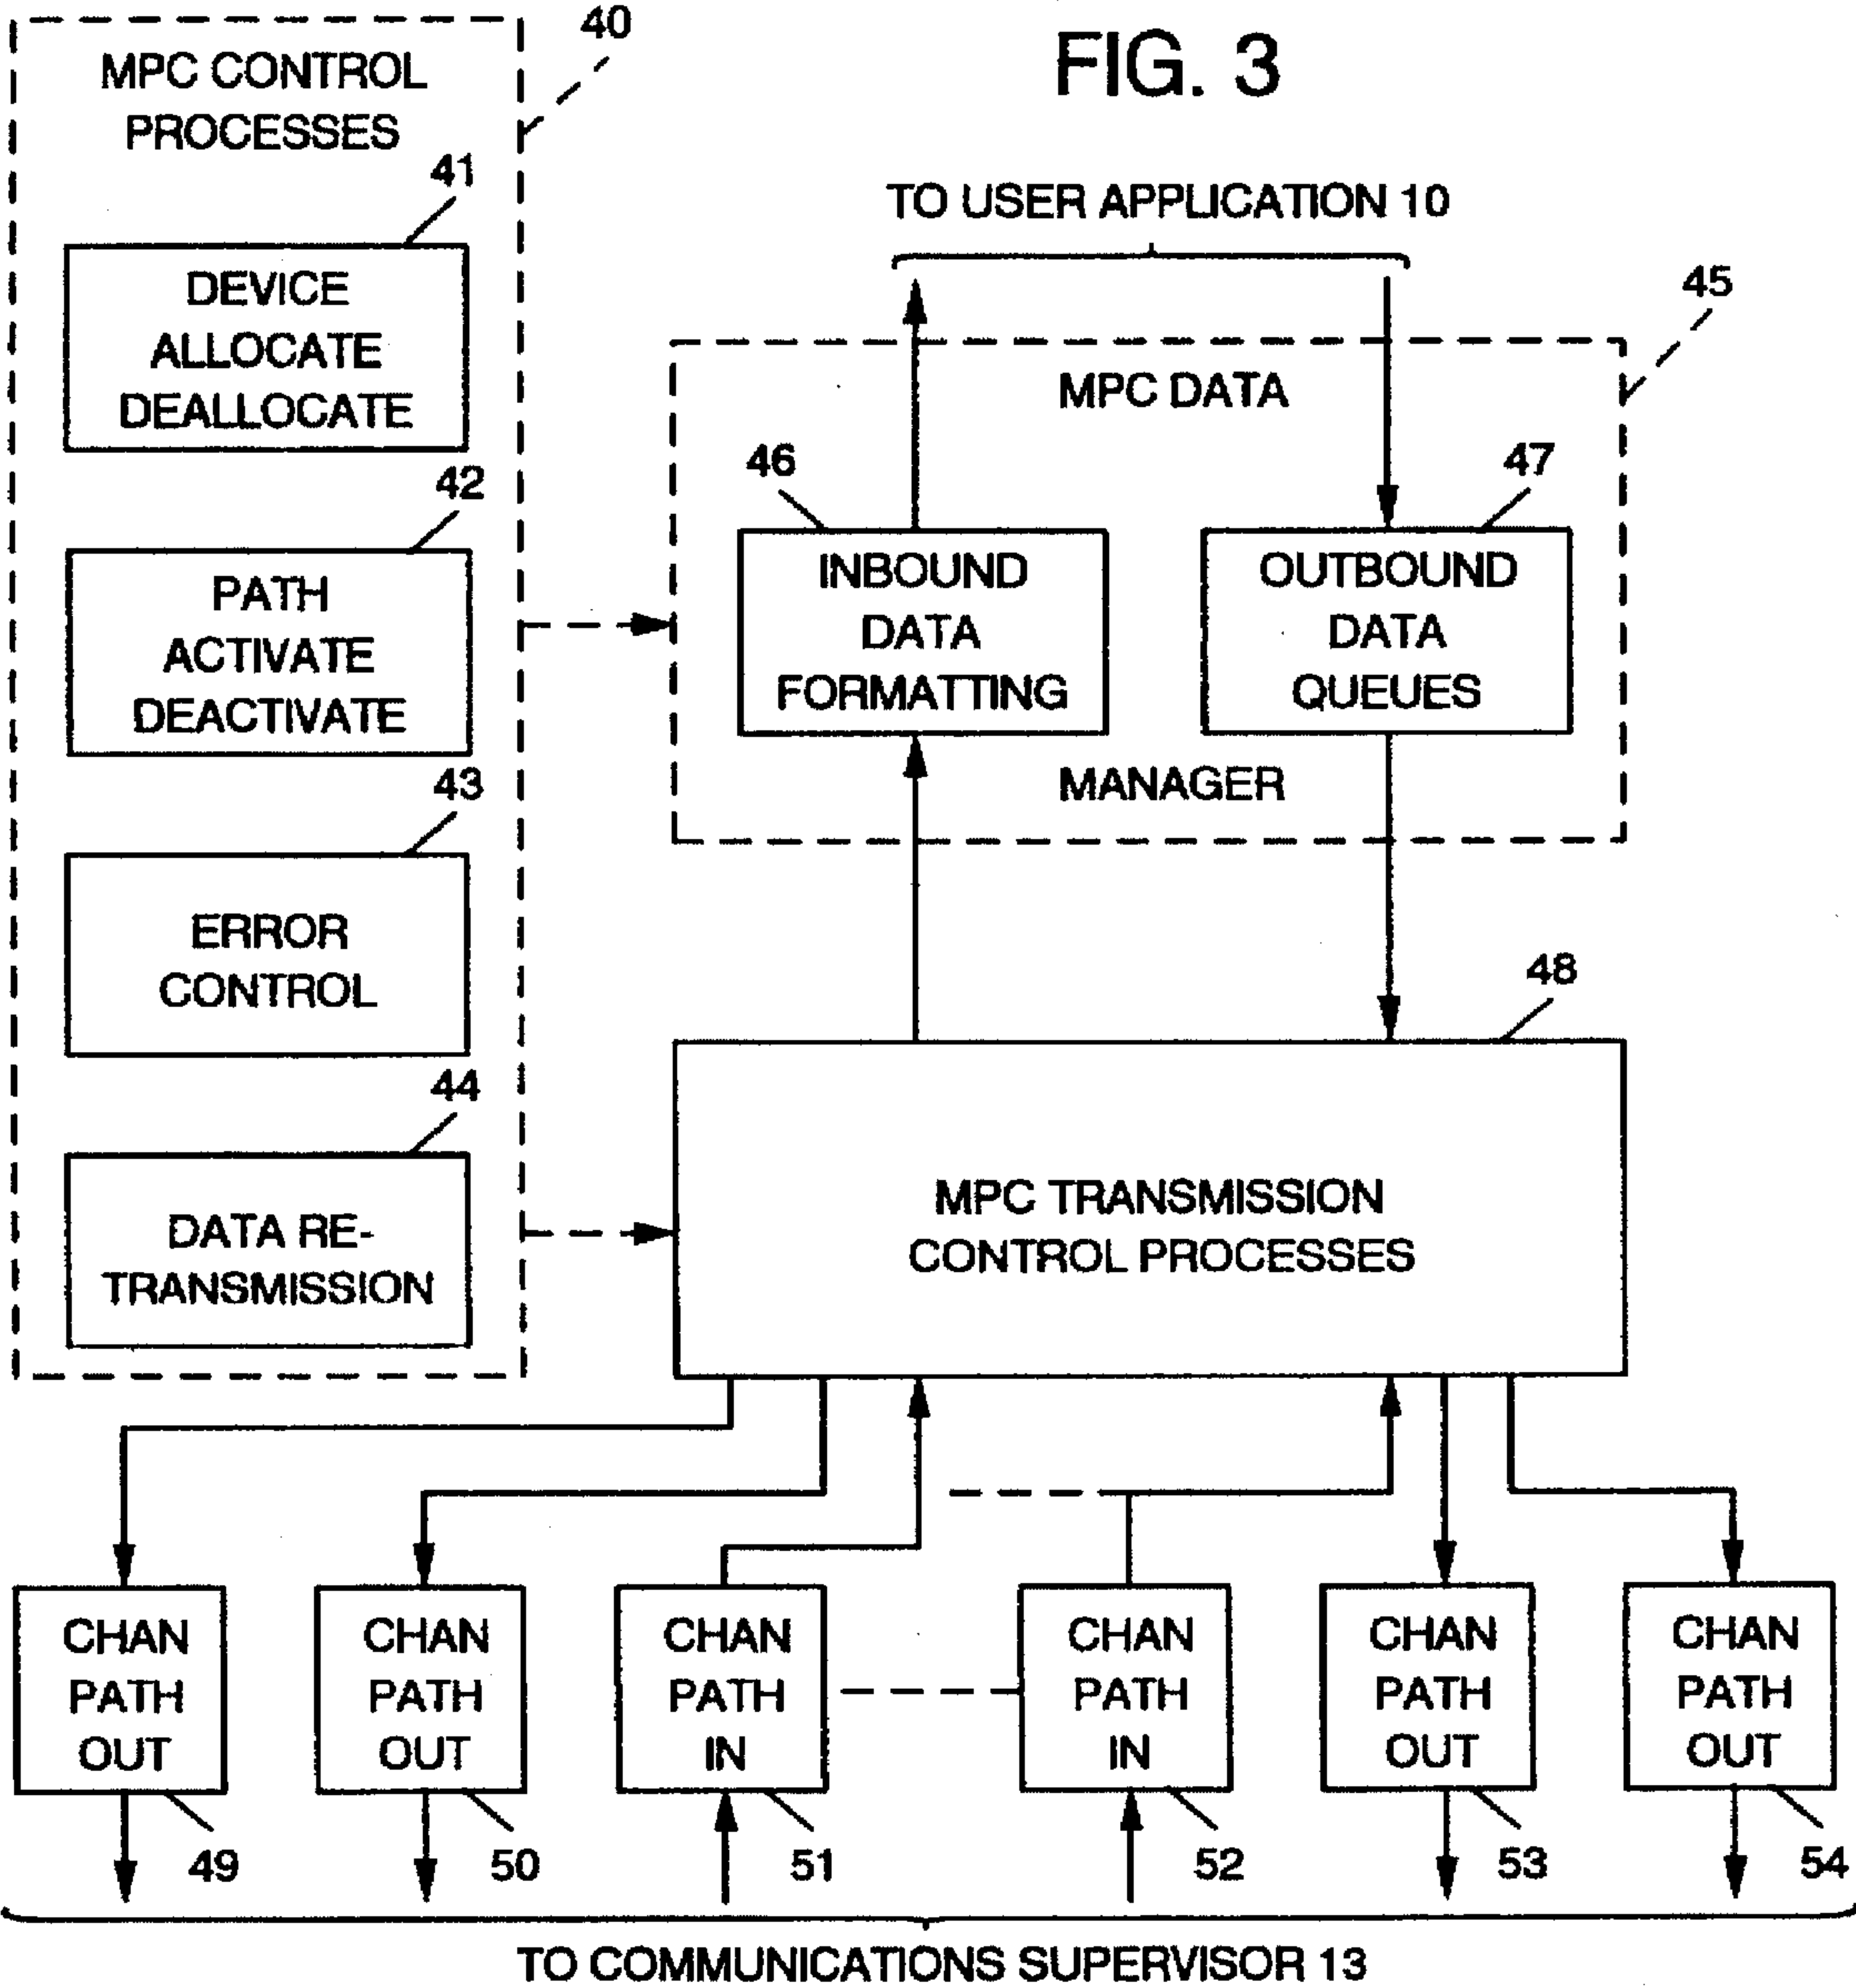 FIG. 3
40
MPC CONTROL
PROCESSES
41
DEVICE
ALLOCATE
DEALLOCATE
42
PATH
ACTIVATE
DEACTIVATE
43
ERROR
CONTROL
44
DATA RE-
TRANSMISSION
TO USER APPLICATION 10
45
MPC DATA
46
INBOUND
DATA
FORMATTING
47
OUTBOUND
DATA
QUEUES
MANAGER
48
MPC TRANSMISSION
CONTROL PROCESSES
CHAN
PATH
OUT
49
CHAN
PATH
OUT
50
CHAN
PATH
IN
51
CHAN
PATH
IN
52
CHAN
PATH
OUT
53
CHAN
PATH
OUT
54
TO COMMUNICATIONS SUPERVISOR 13